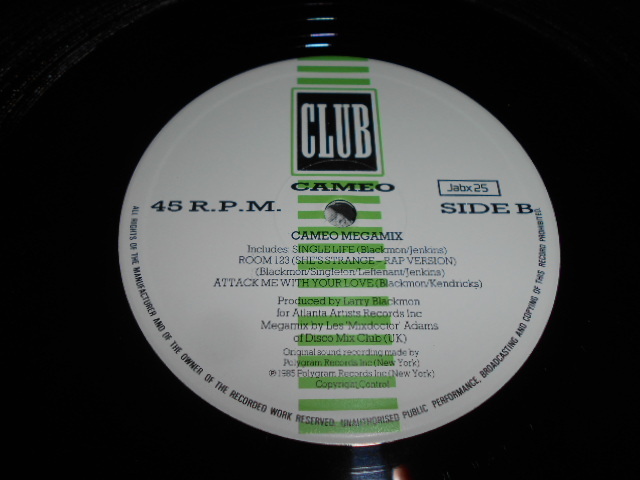 CLUB
CAMEO
Jabx 25
45 R.P.M.
SIDE B
CAMEO MEGAMIX
Includes: SINGLE LIFE (Blackmon/Jenkins)
ROOM 123 (SHE'S STRANGE - RAP VERSION)
(Blackmon/Singleton/Leftenant/Jenkins)
ATTACK ME WITH YOUR LOVE (Blackmon/Kendricks)
Produced by Larry Blackmon
for Atlanta Artists Records Inc
Megamix by Les 'Mixdoctor' Adams
of Disco Mix Club (UK)
Original sound recording made by
Polygram Records Inc (New York)
℗ 1985 Polygram Records Inc (New York)
Copyright Control
ALL RIGHTS OF THE MANUFACTURER AND OF THE OWNER OF THE RECORDED WORK RESERVED. UNAUTHORISED PUBLIC PERFORMANCE, BROADCASTING AND COPYING OF THIS RECORD PROHIBITED.